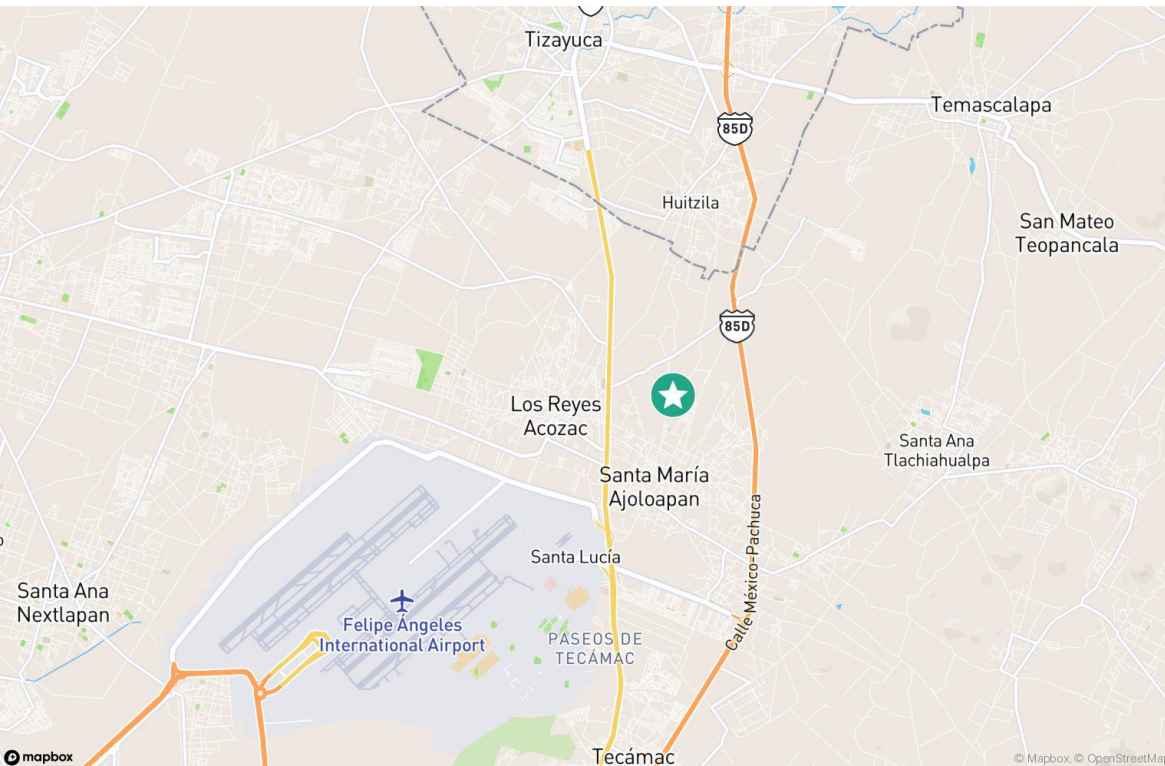 Tizayuca
Temascalapa
85D
Huitzila
San Mateo
Teopancala
85D
Los Reyes
Acozac
Santa Ana
Tlachiahualpa
Santa María
Ajoloapan
Santa Lucía
Calle México-Pachuca
Santa Ana
Nextlapan
Felipe Ángeles
International Airport
PASEOS DE
TECÁMAC
Tecámac
mapbox
© Mapbox, © OpenStreetMa